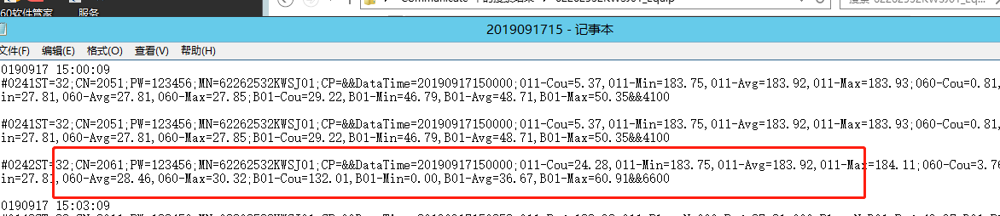 60软件管家
服务
2019091715 - 记事本
文件(F) 编辑(E) 格式(O) 查看(V) 帮助(H)
0190917 15:00:09
#0241ST=32;CN=2051;PW=123456;MN=62262532KWSJ01;CP=&&DataTime=20190917150000;011-Cou=5.37,011-Min=183.75,011-Avg=183.92,011-Max=183.93;060-Cou=0.81,
in=27.81,060-Avg=27.81,060-Max=27.85;B01-Cou=29.22,B01-Min=46.79,B01-Avg=48.71,B01-Max=50.35&&4100
#0241ST=32;CN=2051;PW=123456;MN=62262532KWSJ01;CP=&&DataTime=20190917150000;011-Cou=5.37,011-Min=183.75,011-Avg=183.92,011-Max=183.93;060-Cou=0.81,
in=27.81,060-Avg=27.81,060-Max=27.85;B01-Cou=29.22,B01-Min=46.79,B01-Avg=48.71,B01-Max=50.35&&4100
#0242ST=32;CN=2061;PW=123456;MN=62262532KWSJ01;CP=&&DataTime=20190917150000;011-Cou=24.28,011-Min=183.75,011-Avg=183.92,011-Max=184.11;060-Cou=3.76
in=27.81,060-Avg=28.46,060-Max=30.32;B01-Cou=132.01,B01-Min=0.00,B01-Avg=36.67,B01-Max=60.91&&6600
0190917 15:03:09